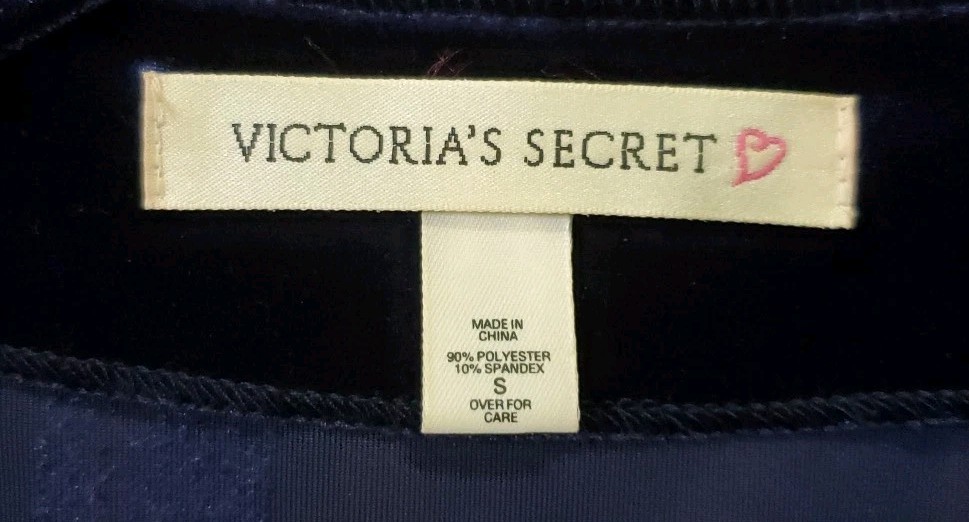 VICTORIA'S SECRET
MADE IN
CHINA
90% POLYESTER
10% SPANDEX
S
OVER FOR
CARE